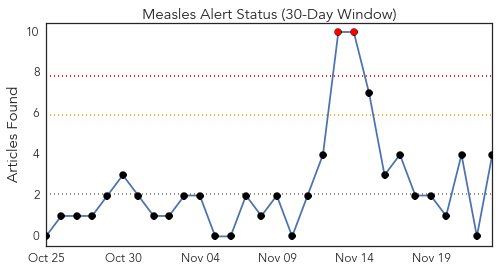 Measles Alert Status (30-Day Window)
Articles Found
10
8
6
4
2
0
Oct 25 Oct 30 Nov 04 Nov 09 Nov 14 Nov 19